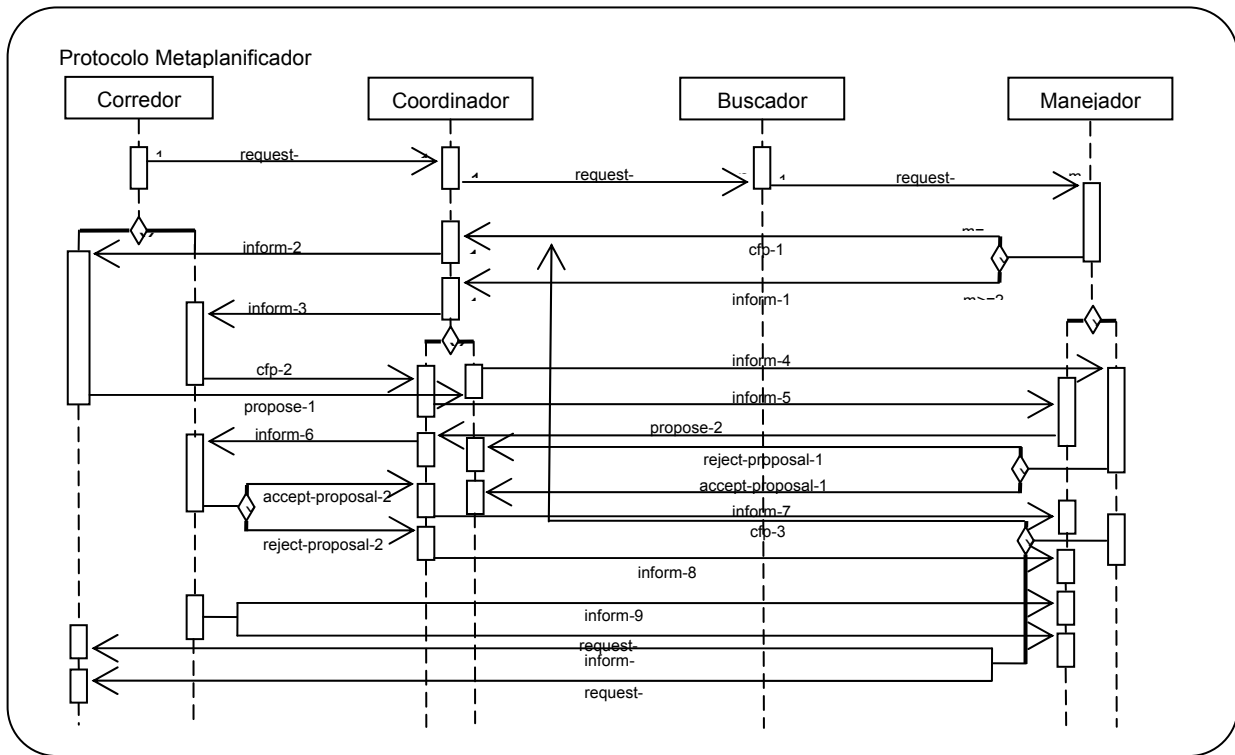 Protocolo Metaplanificador
Corredor
Coordinador
Buscador
Manejador
request-
request-
request-
cfp-1
inform-2
inform-1
inform-3
m>=2
inform-4
cfp-2
inform-5
propose-1
propose-2
inform-6
reject-proposal-1
accept-proposal-1
accept-proposal-2
inform-7
cfp-3
reject-proposal-2
inform-8
inform-9
request-
inform-
request-